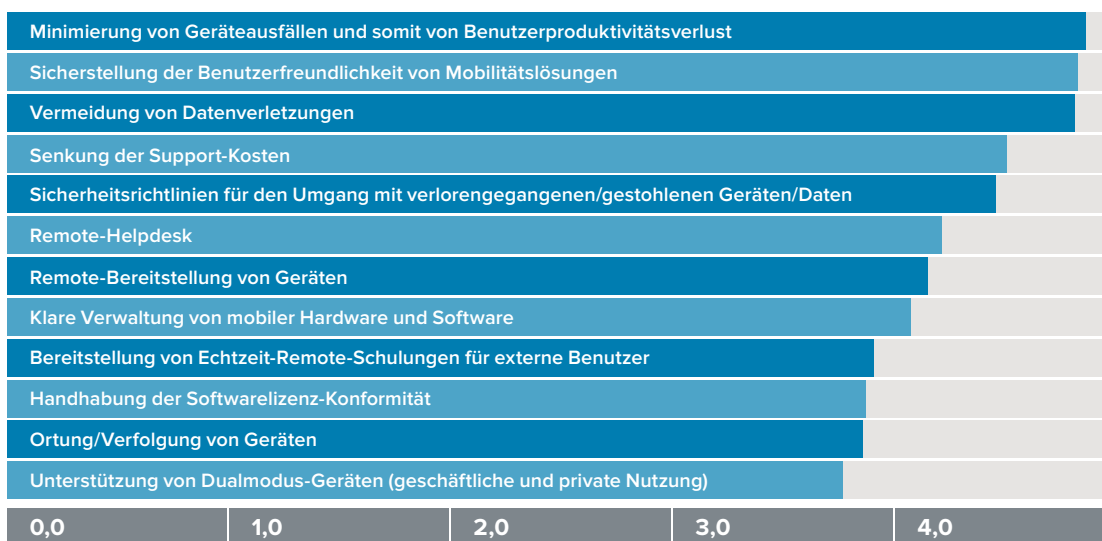 Minimierung von Geräteausfällen und somit von Benutzerproduktivitätsverlust
Sicherstellung der Benutzerfreundlichkeit von Mobilitätslösungen
Vermeidung von Datenverletzungen
Senkung der Support-Kosten
Sicherheitsrichtlinien für den Umgang mit verlorengegangenen/gestohlenen Geräten/Daten
Remote-Helpdesk
Remote-Bereitstellung von Geräten
Klare Verwaltung von mobiler Hardware und Software
Bereitstellung von Echtzeit-Remote-Schulungen für externe Benutzer
Handhabung der Softwarelizenz-Konformität
Ortung/Verfolgung von Geräten
Unterstützung von Dualmodus-Geräten (geschäftliche und private Nutzung)
0,0 1,0 2,0 3,0 4,0